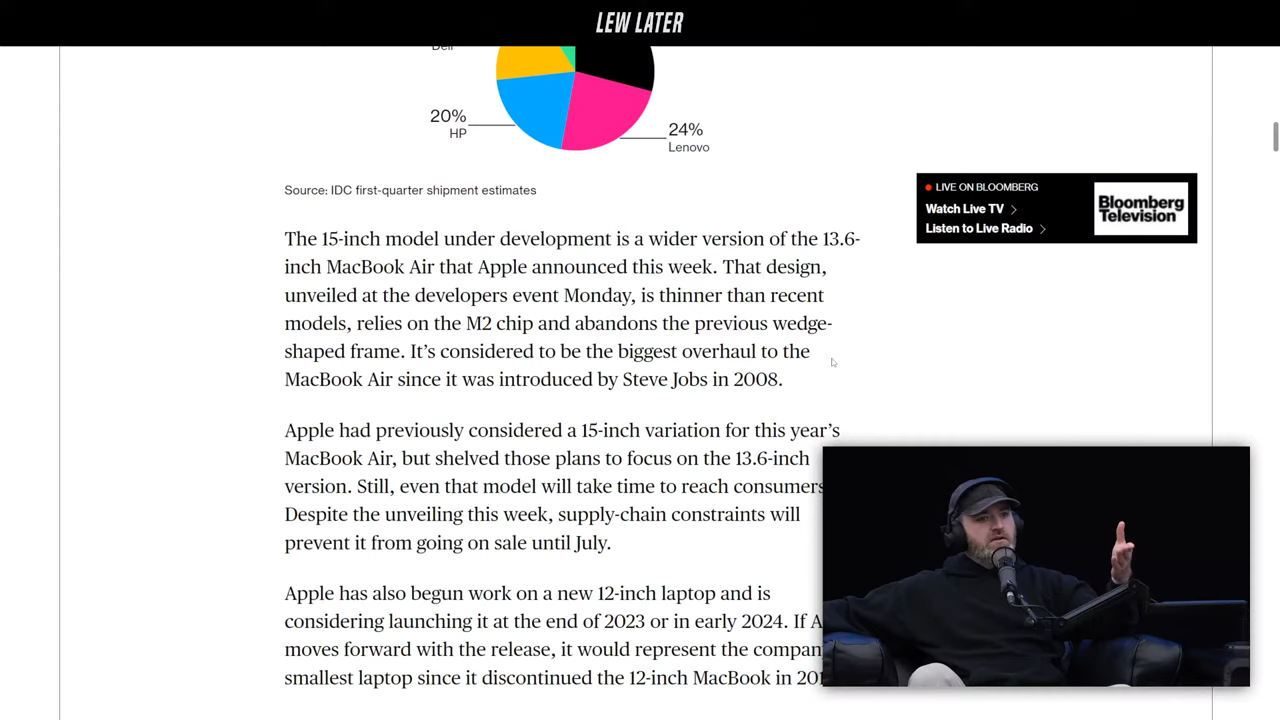 LEW LATER
20%
HP
24%
Lenovo
Source: IDC first-quarter shipment estimates
LIVE ON BLOOMBERG
Watch Live TV
Listen to Live Radio
Bloomberg
Television
The 15-inch model under development is a wider version of the 13.6-
inch MacBook Air that Apple announced this week. That design,
unveiled at the developers event Monday, is thinner than recent
models, relies on the M2 chip and abandons the previous wedge-
shaped frame. It’s considered to be the biggest overhaul to the
MacBook Air since it was introduced by Steve Jobs in 2008.
Apple had previously considered a 15-inch variation for this year’s
MacBook Air, but shelved those plans to focus on the 13.6-inch
version. Still, even that model will take time to reach consumers
Despite the unveiling this week, supply-chain constraints will
prevent it from going on sale until July.
Apple has also begun work on a new 12-inch laptop and is
considering launching it at the end of 2023 or in early 2024. If
moves forward with the release, it would represent the
smallest laptop since it discontinued the 12-inch MacBook in